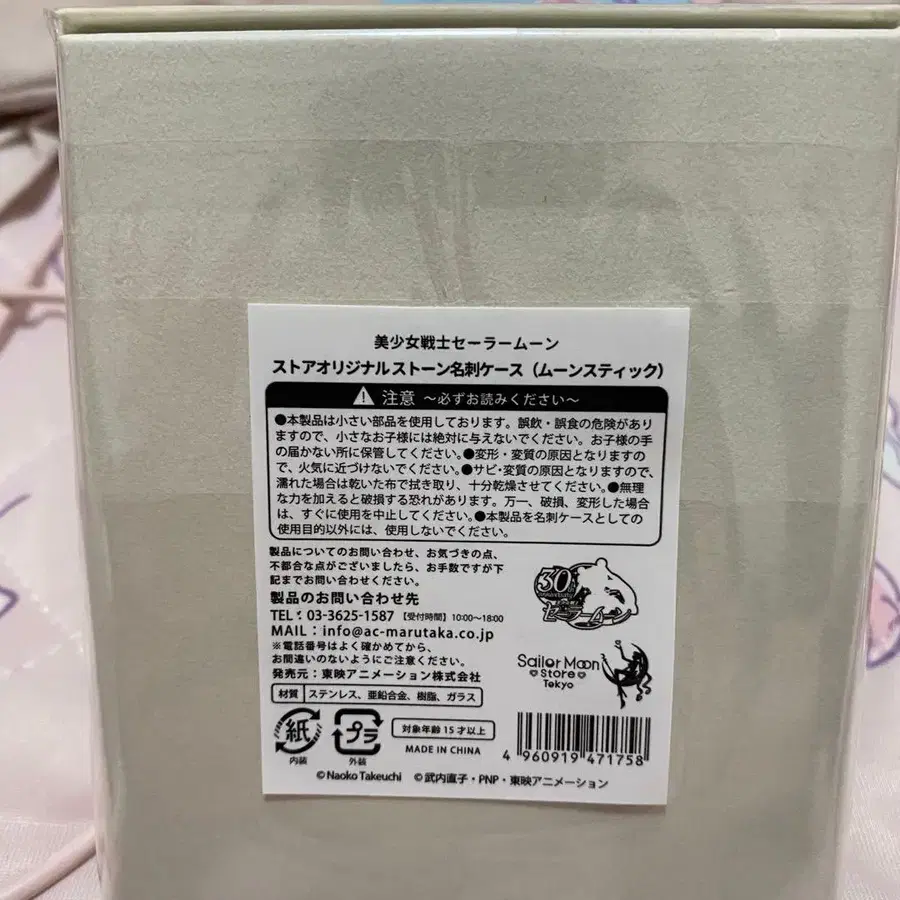 美少女戦士セーラームーン
ストアオリジナル ストーン名刺ケース（ムーンスティック）
注意 ～必ずお読みください～
●本製品は小さい部品を使用しております。誤飲・誤食の危険があり
ますので、小さなお子様には絶対に与えないでください。お子様の手
の届かない所に保管してください。●変形・変質の原因となりますの
で、火気に近づけないでください。●サビ・変質の原因となりますので、
濡れた場合は乾いた布で拭き取り、十分乾燥させてください。●無理
な力を加えると破損する恐れがあります。万一、破損、変形した場合
は、すぐに使用を中止してください。●本製品を名刺ケースとしての
使用目的以外には、使用しないでください。
製品についてのお問い合わせ、お気づきの点、
不都合な点がございましたら、お手数ですが下
記までお問い合わせください。
製品のお問い合わせ先
TEL：03-3625-1587 【受付時間】10:00～18:00
MAIL：info@ac-marutaka.co.jp
※電話番号はよく確かめてから、
お間違いのないようにご注意ください。
発売元：東映アニメーション株式会社
材質 ステンレス、亜鉛合金、樹脂、ガラス
30th
anniversary
セーラームーン
Sailor Moon
Store
Tokyo
紙
内装
プラ
外装
対象年齢15才以上
MADE IN CHINA
4 960919 471758
©Naoko Takeuchi ©武内直子・PNP・東映アニメーション